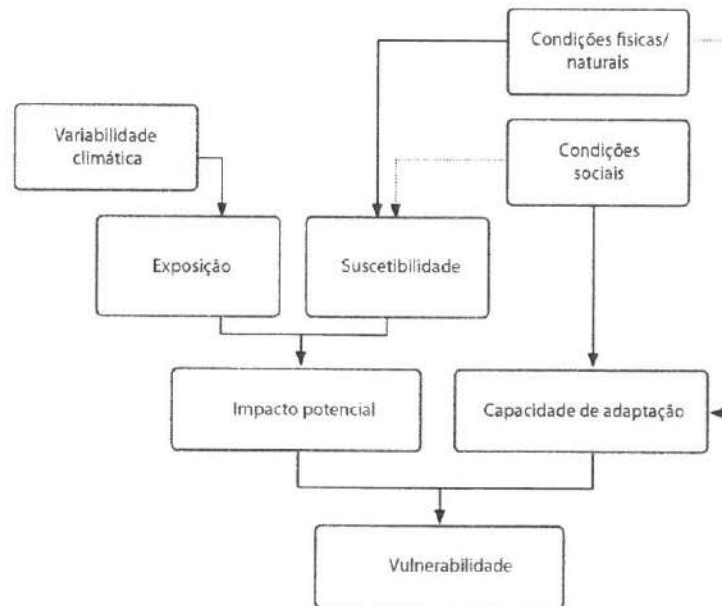 Condições fisicas/
naturais
Variabilidade
climática
Condições
sociais
Exposição
Suscetibilidade
Impacto potencial
Capacidade de adaptação
Vulnerabilidade